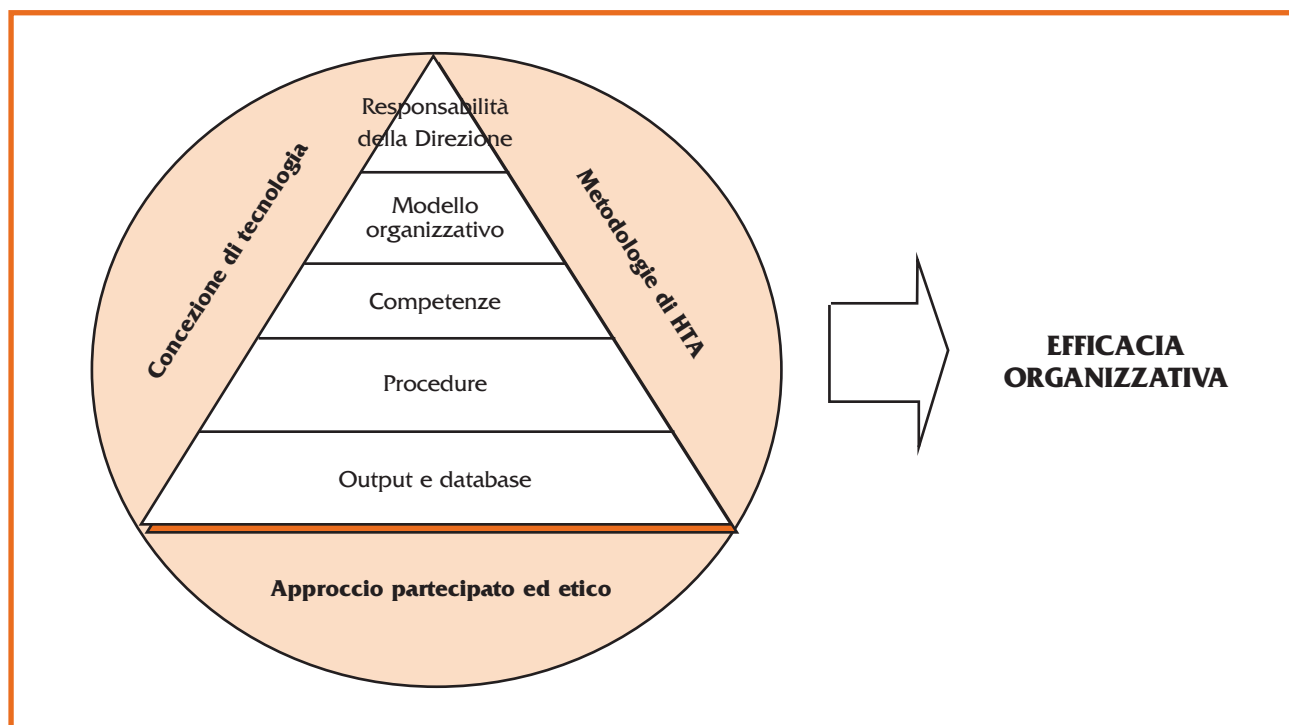 Responsabilità
della Direzione
Concezione di tecnologia
Metodologie di HTA
Modello
organizzativo
Competenze
Procedure
Output e database
Approccio partecipato ed etico
EFFICACIA
ORGANIZZATIVA